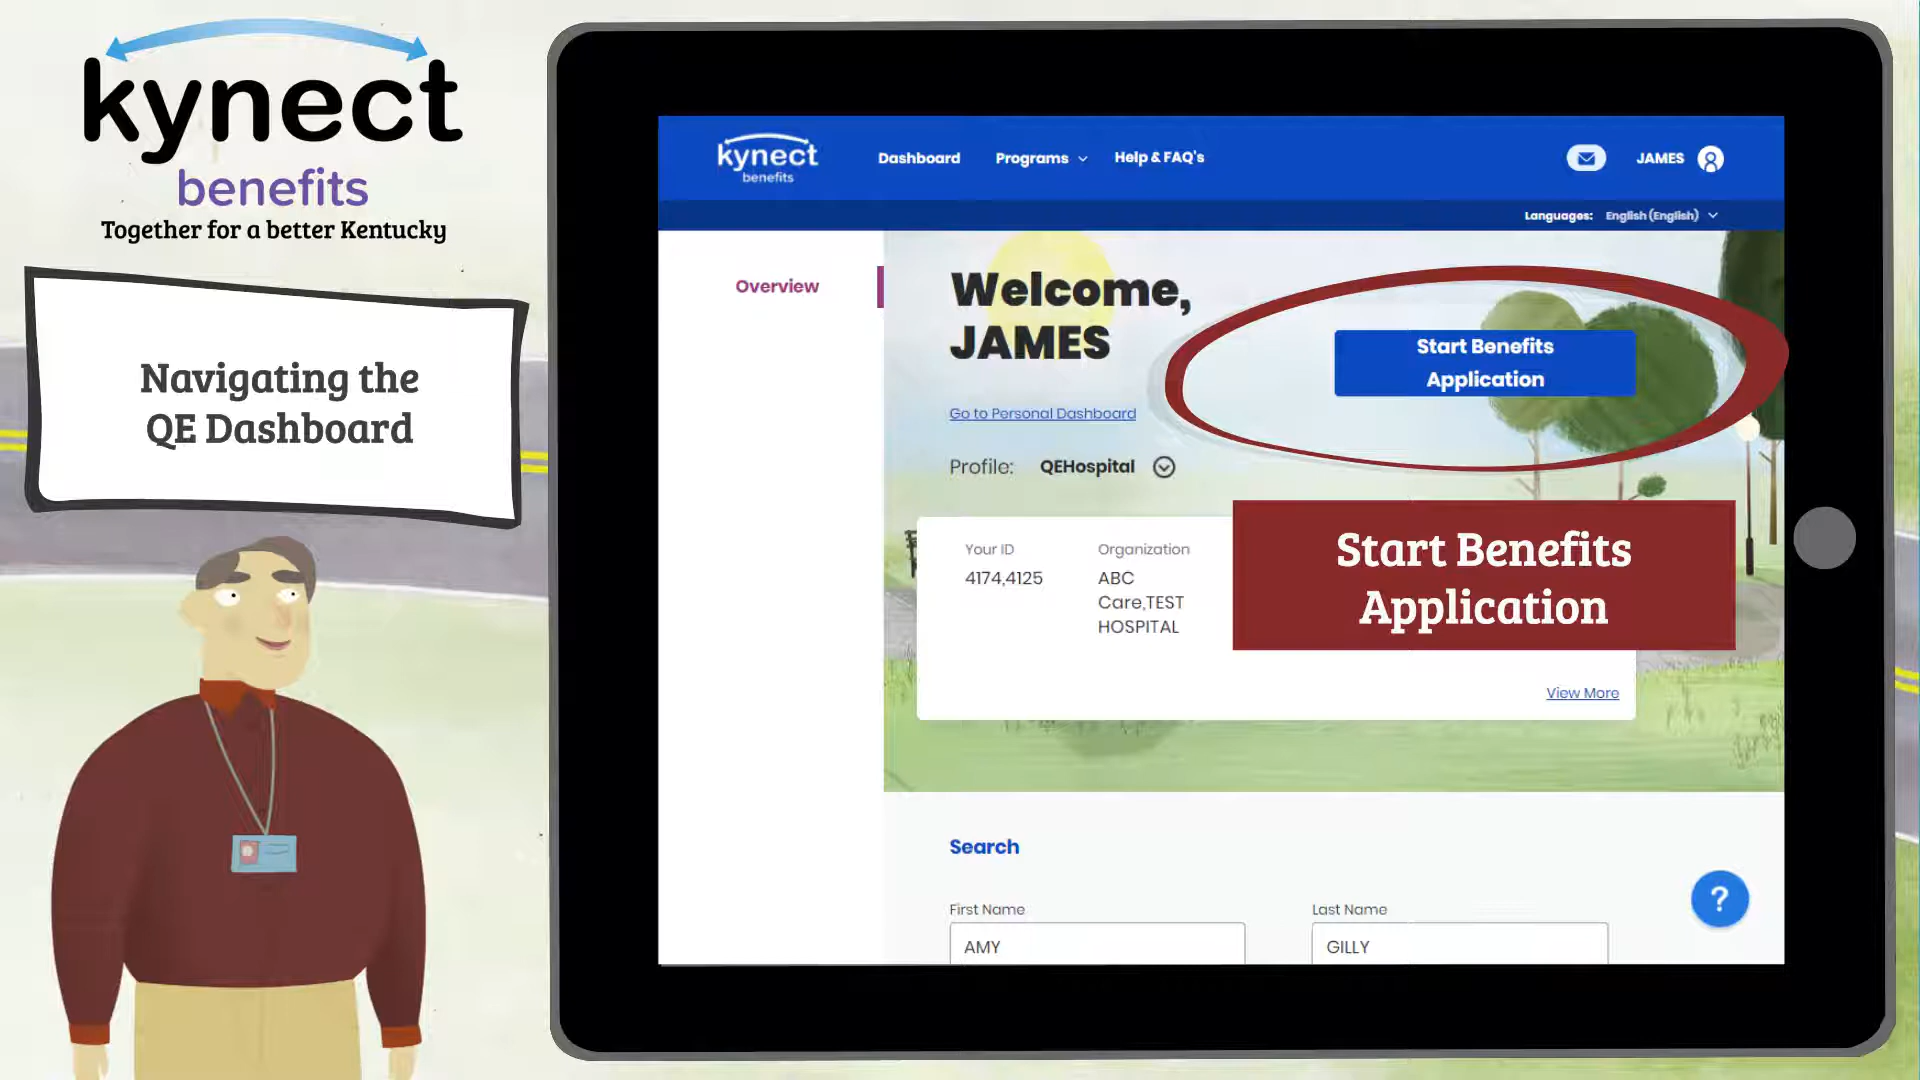 kynect
benefits
Together for a better Kentucky
Navigating the
QE Dashboard
kynect
benefits
Dashboard
Programs
Help & FAQ's
JAMES
Languages: English (English)
Overview
Welcome,
JAMES
Start Benefits
Application
Go to Personal Dashboard
Profile: QEHospital
Your ID
4174,4125
Organization
ABC
Care,TEST
HOSPITAL
Start Benefits
Application
View More
Search
First Name
AMY
Last Name
GILLY
?